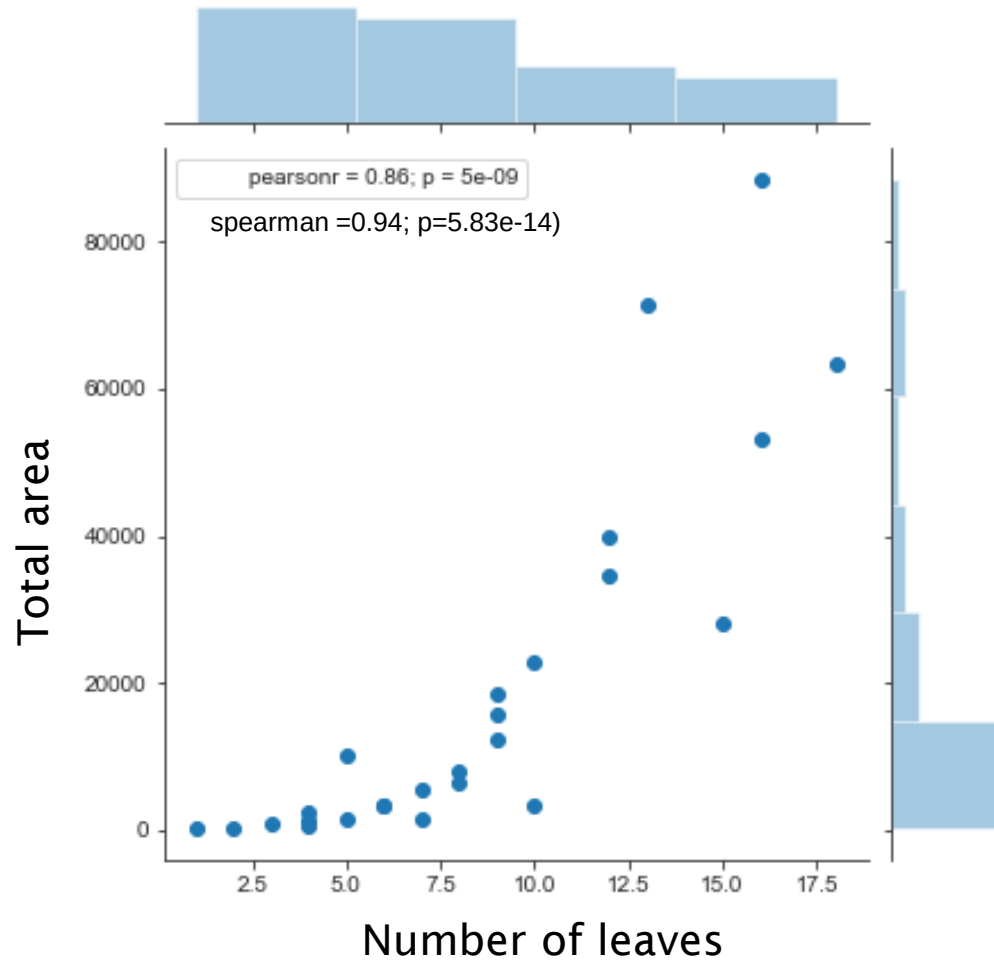 pearsonr = 0.86; p = 5e-09
spearman =0.94; p=5.83e-14)
80000
60000
40000
20000
0
Total area
2.5 5.0 7.5 10.0 12.5 15.0 17.5
Number of leaves